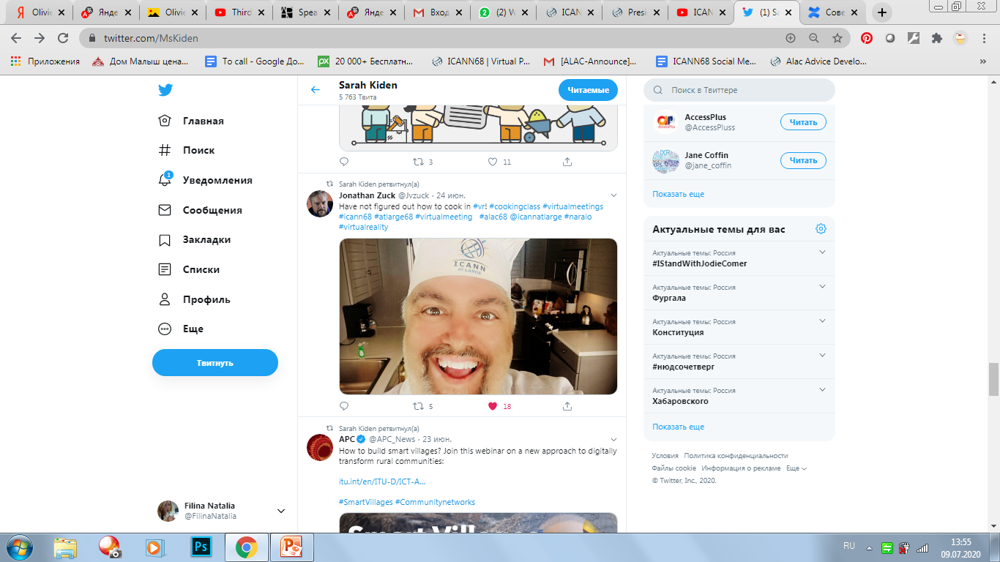 Olivie
Янде
Olivie
Third
Spea
Янде
Вход
(2) W
ICAN
Presi
ICAN
(1) Sa
Сове
twitter.com/MsKiden
Приложения
Дом Малыш цена...
To call - Google До...
20 000+ Бесплатн...
ICANN68 | Virtual P...
[ALAC-Announce]...
ICANN68 Social Me...
Alac Advice Develo...
»
Главная
Поиск
1
Уведомления
Сообщения
Закладки
Списки
Профиль
Еще
Твитнуть
Filina Natalia
@FilinaNatalia
Sarah Kiden
5 763 Твита
Читаемые
3
11
Sarah Kiden ретвитнул(а)
Jonathan Zuck @Jvzuck · 24 июн.
Have not figured out how to cook in #vr! #cookingclass #virtualmeetings
#icann68 #atlarge68 #virtualmeeting #alac68 @icannatlarge #naralo
#virtualreality
ICANN
AT-LARGE
5
18
Sarah Kiden ретвитнул(а)
APC @APC_News · 23 июн.
How to build smart villages? Join this webinar on a new approach to digitally
transform rural communities:
itu.int/en/ITU-D/ICT-A...
#SmartVillages #Communitynetworks
Smart Villages
Поиск в Твиттере
AccessPlus
@AccessPluss
Читать
Jane Coffin
@jane_coffin
Читать
Показать еще
Актуальные темы для вас
Актуальные темы: Россия
#IStandWithJodieComer
Актуальные темы: Россия
Фургала
Актуальные темы: Россия
Конституция
Актуальные темы: Россия
#нюдсочетверг
Актуальные темы: Россия
Хабаровского
Показать еще
Условия Политика конфиденциальности
Файлы cookie Информация о рекламе Еще
© Twitter, Inc., 2020.
Ps
RU
13:55
09.07.2020